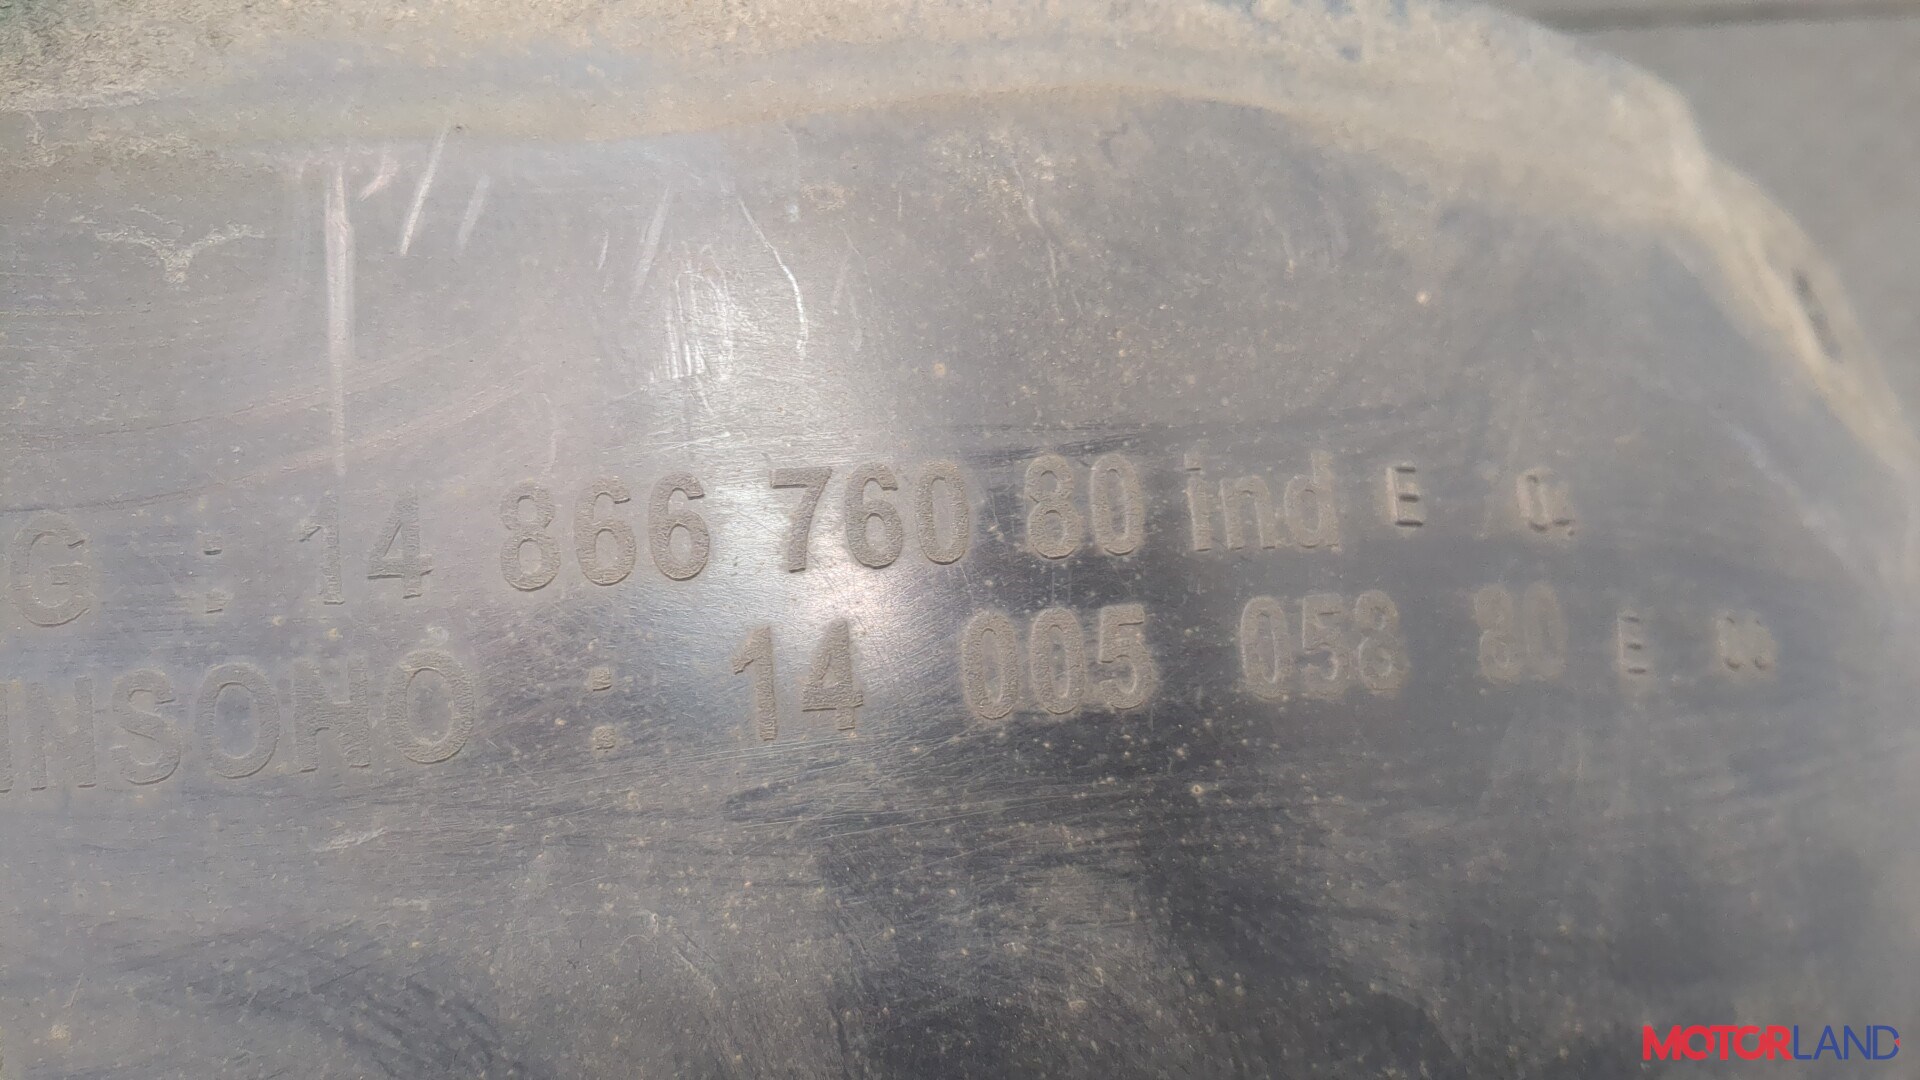 G : 14 866 760 80 ind E
INSONO : 14 005 058 80 E
MOTORLAND